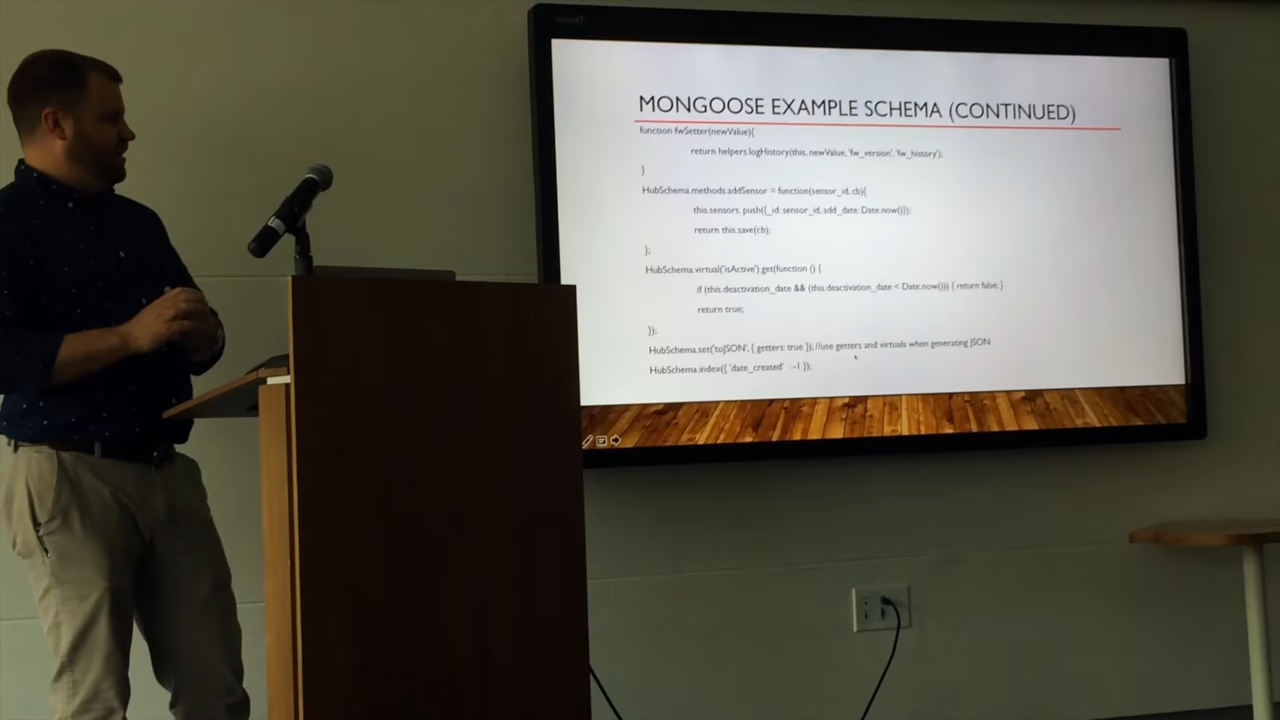 MONGOOSE EXAMPLE SCHEMA (CONTINUED)
function fwSetter(newValue){
return helpers.logHistory(this, newValue, 'fw_version', 'fw_history');
}
HubSchema.methods.addSensor = function(sensor_id, cb){
this.sensors. push({_id: sensor_id, add_date: Date.now()});
return this.save(cb);
};
HubSchema.virtual('isActive').get(function () {
if (this.deactivation_date && (this.deactivation_date < Date.now())) { return false; }
return true;
});
HubSchema.set('toJSON', { getters: true }); //use getters and virtuals when generating JSON
HubSchema.index({ 'date_created' : -1 });